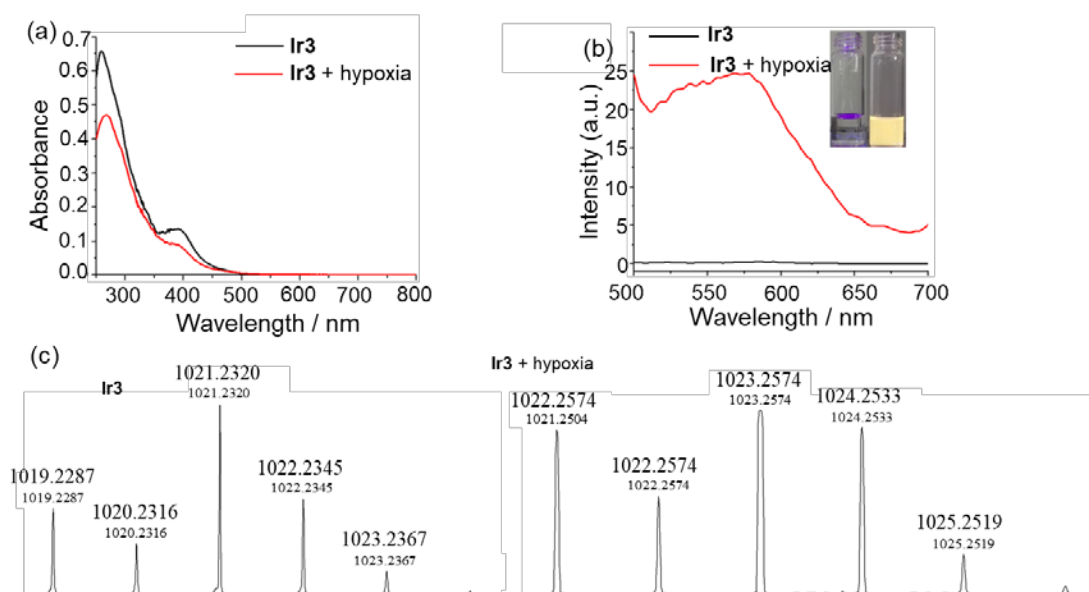 (a)
Ir3
Ir3 + hypoxia
0.7
0.6
0.5
0.4
0.3
0.2
0.1
0.0
Absorbance
300 400 500 600 700 800
Wavelength / nm
(b)
Ir3
Ir3 + hypoxia
25
20
15
10
5
0
Intensity (a.u.)
500 550 600 650 700
Wavelength / nm
(c)
Ir3
1019.2287
1019.2287
1020.2316
1020.2316
1021.2320
1021.2320
1022.2345
1022.2345
1023.2367
1023.2367
Ir3 + hypoxia
1022.2574
1021.2504
1022.2574
1022.2574
1023.2574
1023.2574
1024.2533
1024.2533
1025.2519
1025.2519